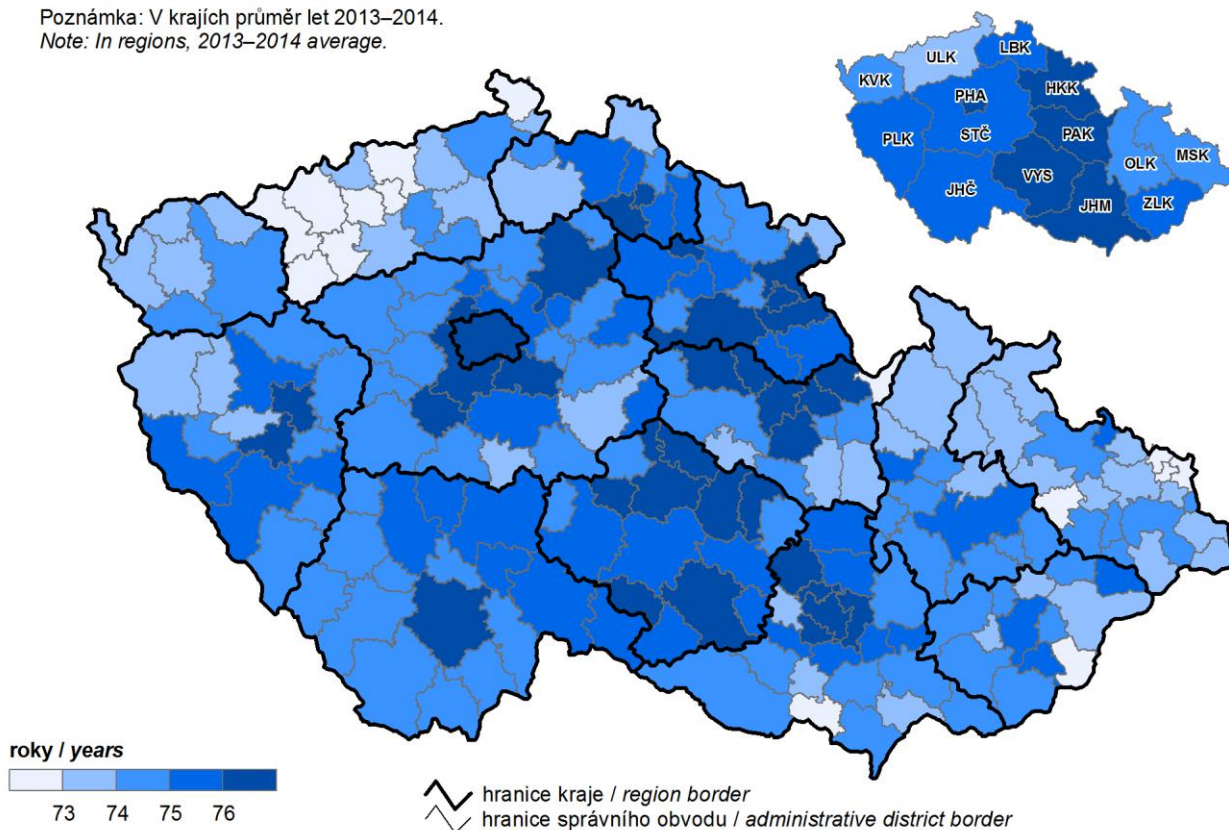 Poznámka: V krajích průměr let 2013–2014.
Note: In regions, 2013–2014 average.
KVK
ULK
LBK
HKK
PHA
STČ
PLK
PAK
OLK
MSK
VYS
JHČ
JHM
ZLK
roky / years
73 74 75 76
hranice kraje / region border
hranice správního obvodu / administrative district border